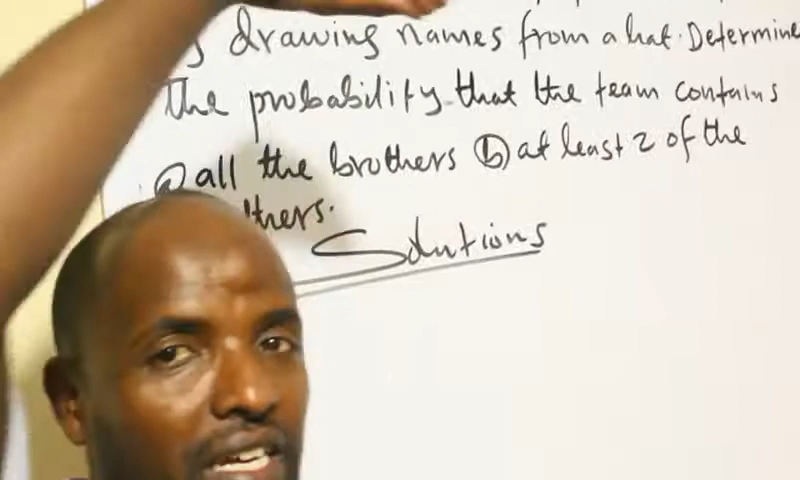 drawing names from a hat. Determine
The probability that the team contains
ⓐ all the brothers ⓑ at least 2 of the
thers.
Solutions